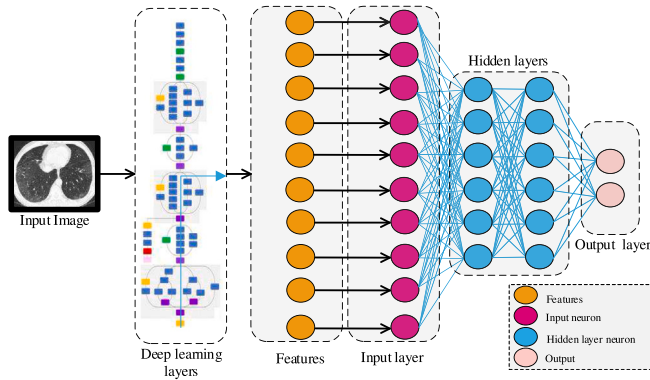 Hidden layers
Input Image
Output layer
Deep learning
layers
Features
Input layer
Features
Input neuron
Hidden layer neuron
Output